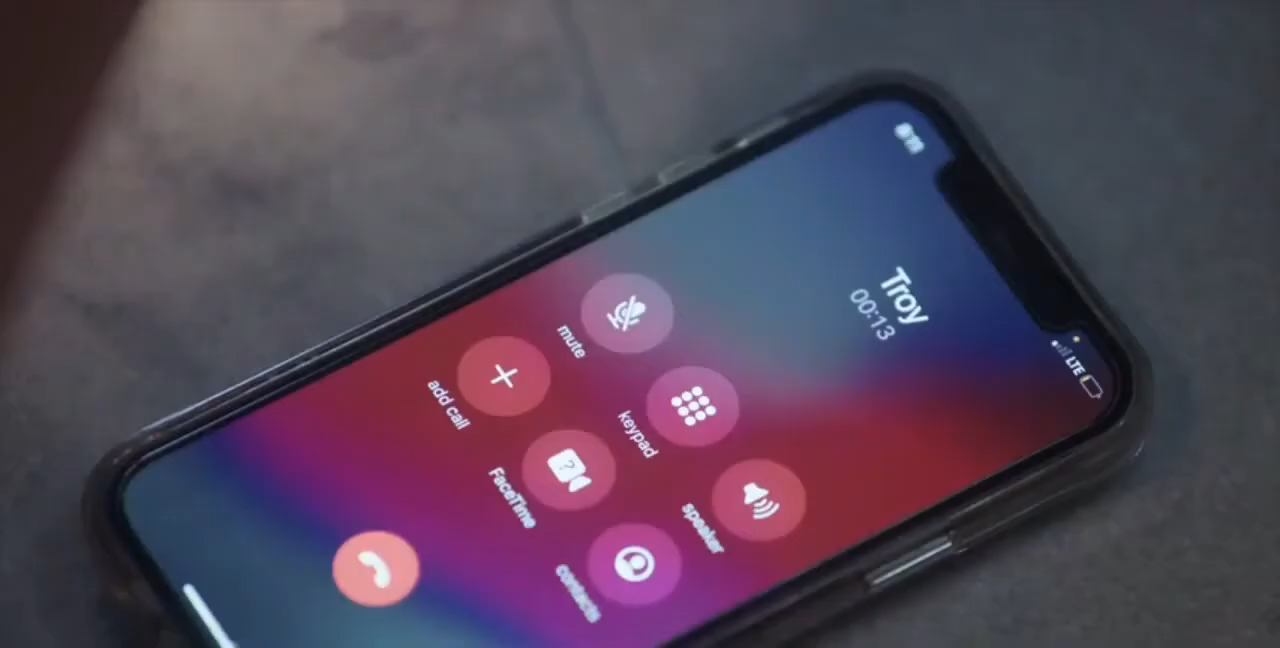 LTE
Troy
00:13
mute
keypad
speaker
add call
FaceTime
contacts